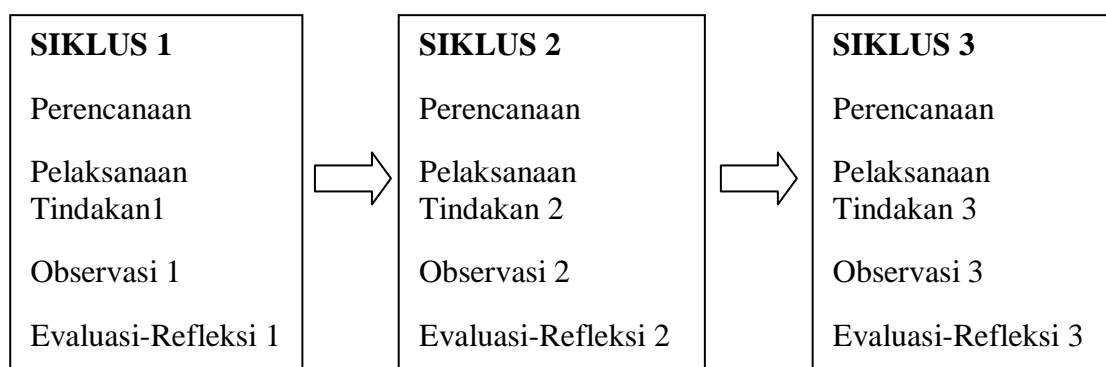 SIKLUS 1
Perencanaan
Pelaksanaan
Tindakan1
Observasi 1
Evaluasi-Refleksi 1
SIKLUS 2
Perencanaan
Pelaksanaan
Tindakan 2
Observasi 2
Evaluasi-Refleksi 2
SIKLUS 3
Perencanaan
Pelaksanaan
Tindakan 3
Observasi 3
Evaluasi-Refleksi 3